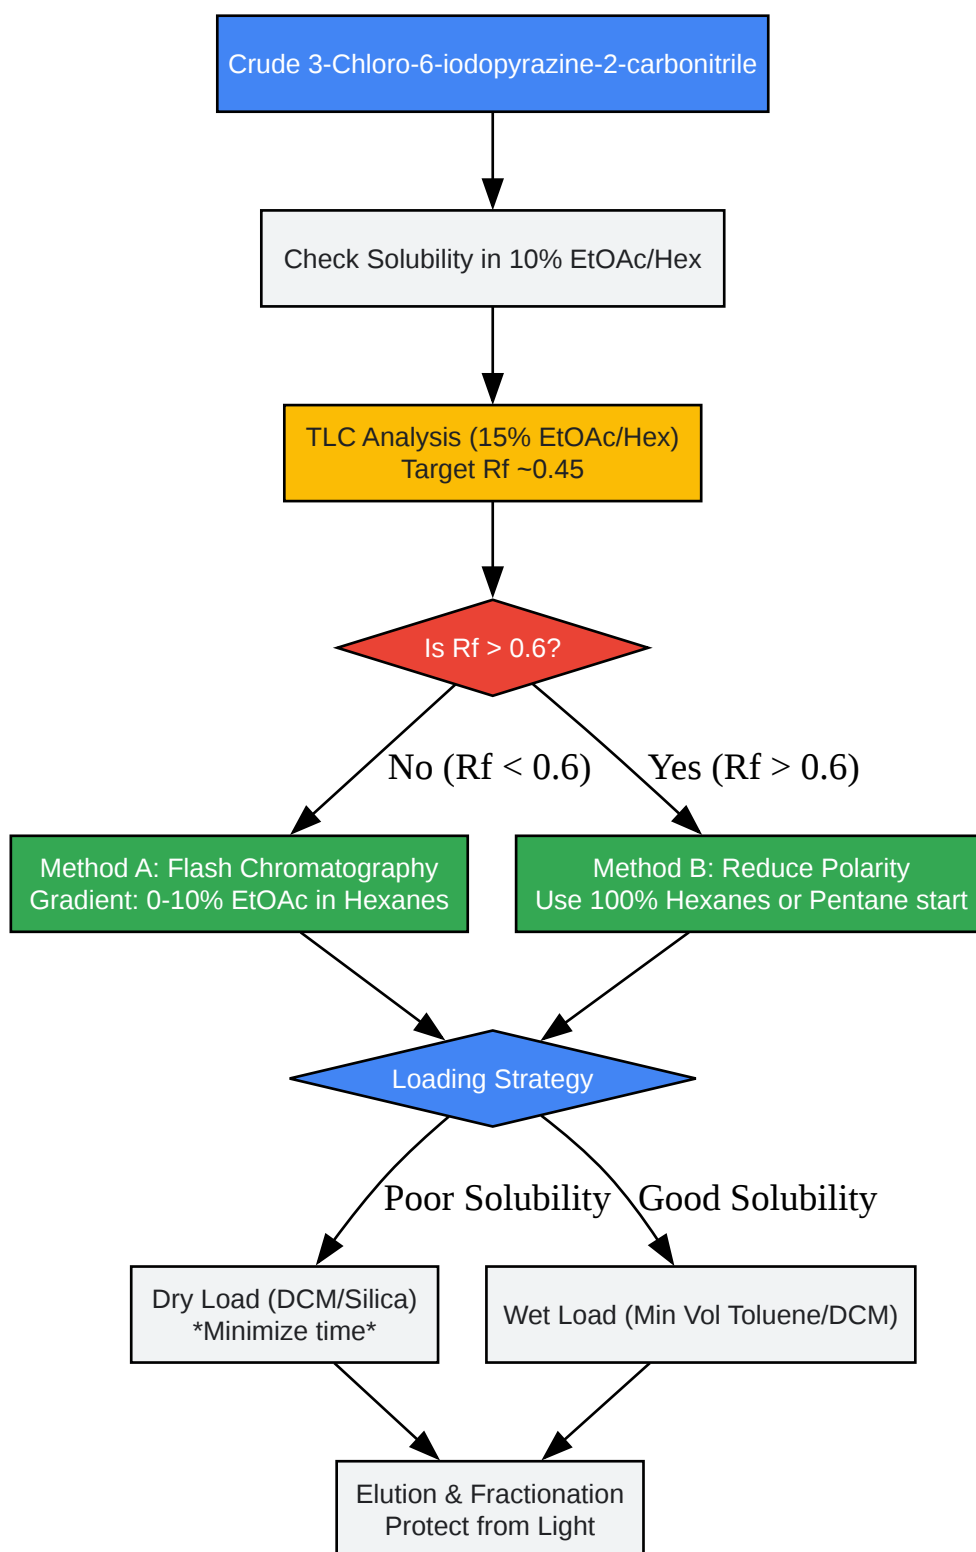 Crude 3-Chloro-6-iodopyrazine-2-carbonitrile
Check Solubility in 10% EtOAc/Hex
TLC Analysis (15% EtOAc/Hex)
Target Rf ~0.45
Is Rf > 0.6?
No (Rf < 0.6)
Yes (Rf > 0.6)
Method A: Flash Chromatography
Gradient: 0-10% EtOAc in Hexanes
Method B: Reduce Polarity
Use 100% Hexanes or Pentane start
Loading Strategy
Poor Solubility
Good Solubility
Dry Load (DCM/Silica)
*Minimize time*
Wet Load (Min Vol Toluene/DCM)
Elution & Fractionation
Protect from Light